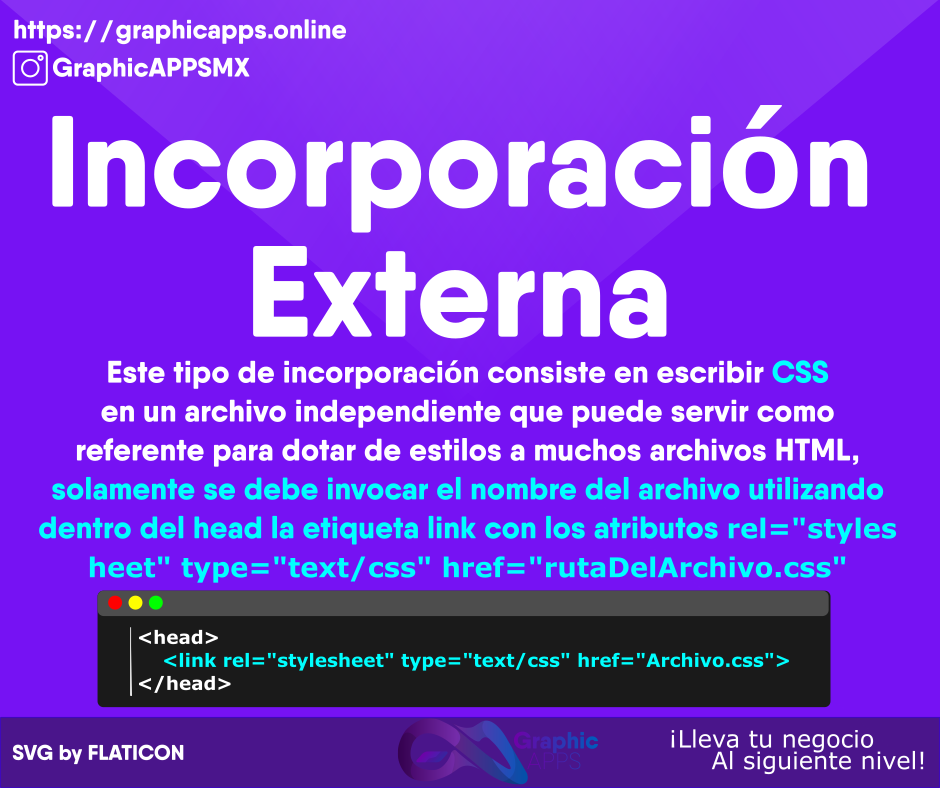 https://graphicapps.online
GraphicAPPSMX
Incorporación
Externa
Este tipo de incorporación consiste en escribir CSS
en un archivo independiente que puede servir como
referente para dotar de estilos a muchos archivos HTML,
solamente se debe invocar el nombre del archivo utilizando
dentro del head la etiqueta link con los atributos rel="styles
heet" type="text/css" href="rutaDelArchivo.css"
<head>
<link rel="stylesheet" type="text/css" href="Archivo.css">
</head>
SVG by FLATICON
Graphic
APPS
¡Lleva tu negocio
Al siguiente nivel!